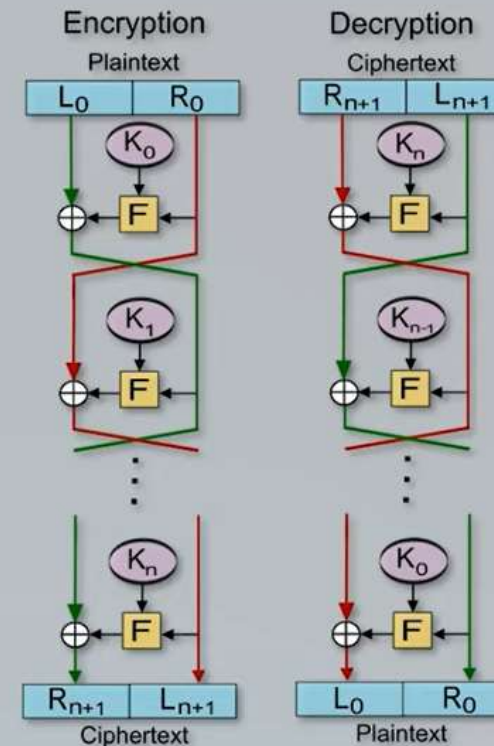 Encryption
Plaintext
L0 R0
K0
F
K1
F
Kn
F
Rn+1 Ln+1
Ciphertext
Decryption
Ciphertext
Rn+1 Ln+1
Kn
F
Kn-1
F
K0
F
L0 R0
Plaintext